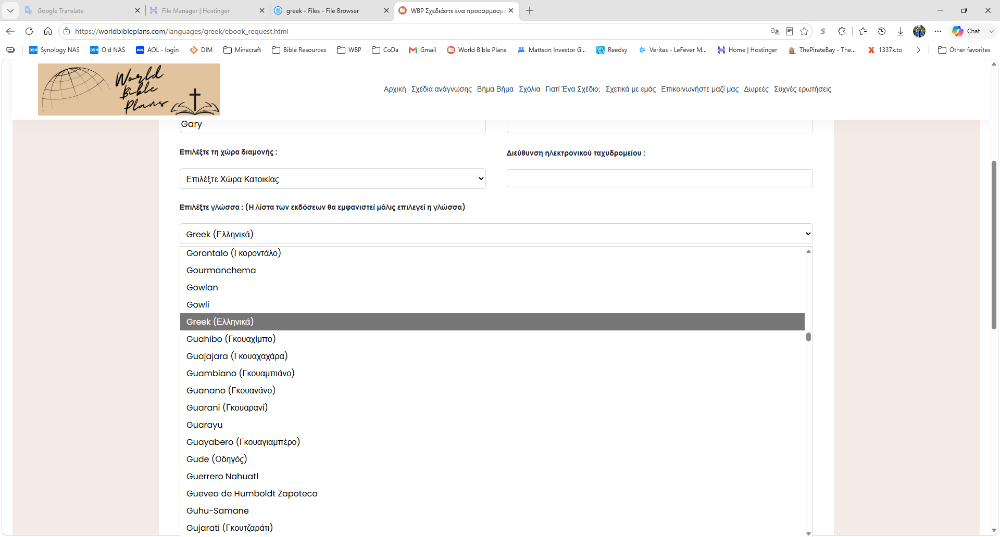 Google Translate
File Manager | Hostinger
greek - Files - File Browser
WBP Σχεδιάστε ένα προσαρμοσμέ
https://worldbibleplans.com/languages/greek/ebook_request.html
Chat
Synology NAS
Old NAS
AOL - login
DIM
Minecraft
Bible Resources
WBP
CoDa
Gmail
World Bible Plans
Mattson Investor G...
Reedsy
Veritas - LeFever M...
Home | Hostinger
ThePirateBay - The...
1337x.to
Other favorites
World
Bible
Plans
Αρχική Σχέδια ανάγνωσης Βήμα Βήμα Σχόλια Γιατί Ένα Σχέδιο; Σχετικά με εμάς Επικοινωνήστε μαζί μας Δωρεές Συχνές ερωτήσεις
Gary
Επιλέξτε τη χώρα διαμονής :
Διεύθυνση ηλεκτρονικού ταχυδρομείου :
Επιλέξτε Χώρα Κατοικίας
Επιλέξτε γλώσσα : (Η λίστα των εκδόσεων θα εμφανιστεί μόλις επιλεγεί η γλώσσα)
Greek (Ελληνικά)
Gorontalo (Γκοροντάλο)
Gourmanchema
Gowlan
Gowli
Greek (Ελληνικά)
Guahibo (Γκουαχίμπο)
Guajajara (Γκουαχαχάρα)
Guambiano (Γκουαμπιάνο)
Guanano (Γκουανάνο)
Guarani (Γκουαρανί)
Guarayu
Guayabero (Γκουαγιαμπέρο)
Gude (Οδηγός)
Guerrero Nahuatl
Guevea de Humboldt Zapoteco
Guhu-Samane
Gujarati (Γκουτζαράτι)